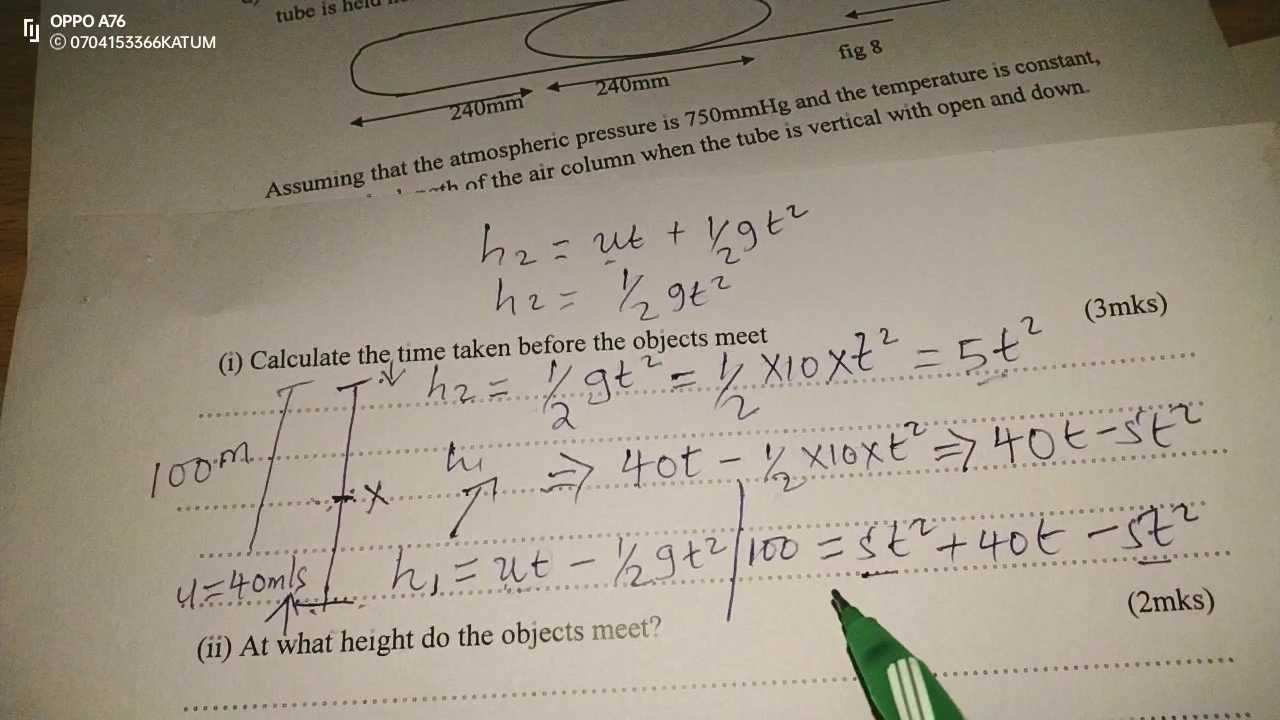 OPPO A76
© 0704153366KATUM
tube is held
fig 8
240mm
240mm
Assuming that the atmospheric pressure is 750mmHg and the temperature is constant,
of the air column when the tube is vertical with open and down.
h₂ = ut + ½gt²
h₂ = ½gt²
(i) Calculate the time taken before the objects meet (3mks)
h₂ = ½gt² = ½ × 10 × t² = 5t²
100m
x
h₁ ⇒ 40t - ½ × 10 × t² ⇒ 40t - 5t²
u = 40m/s
h₁ = ut - ½gt² 100 = 5t² + 40t - 5t²
(ii) At what height do the objects meet? (2mks)